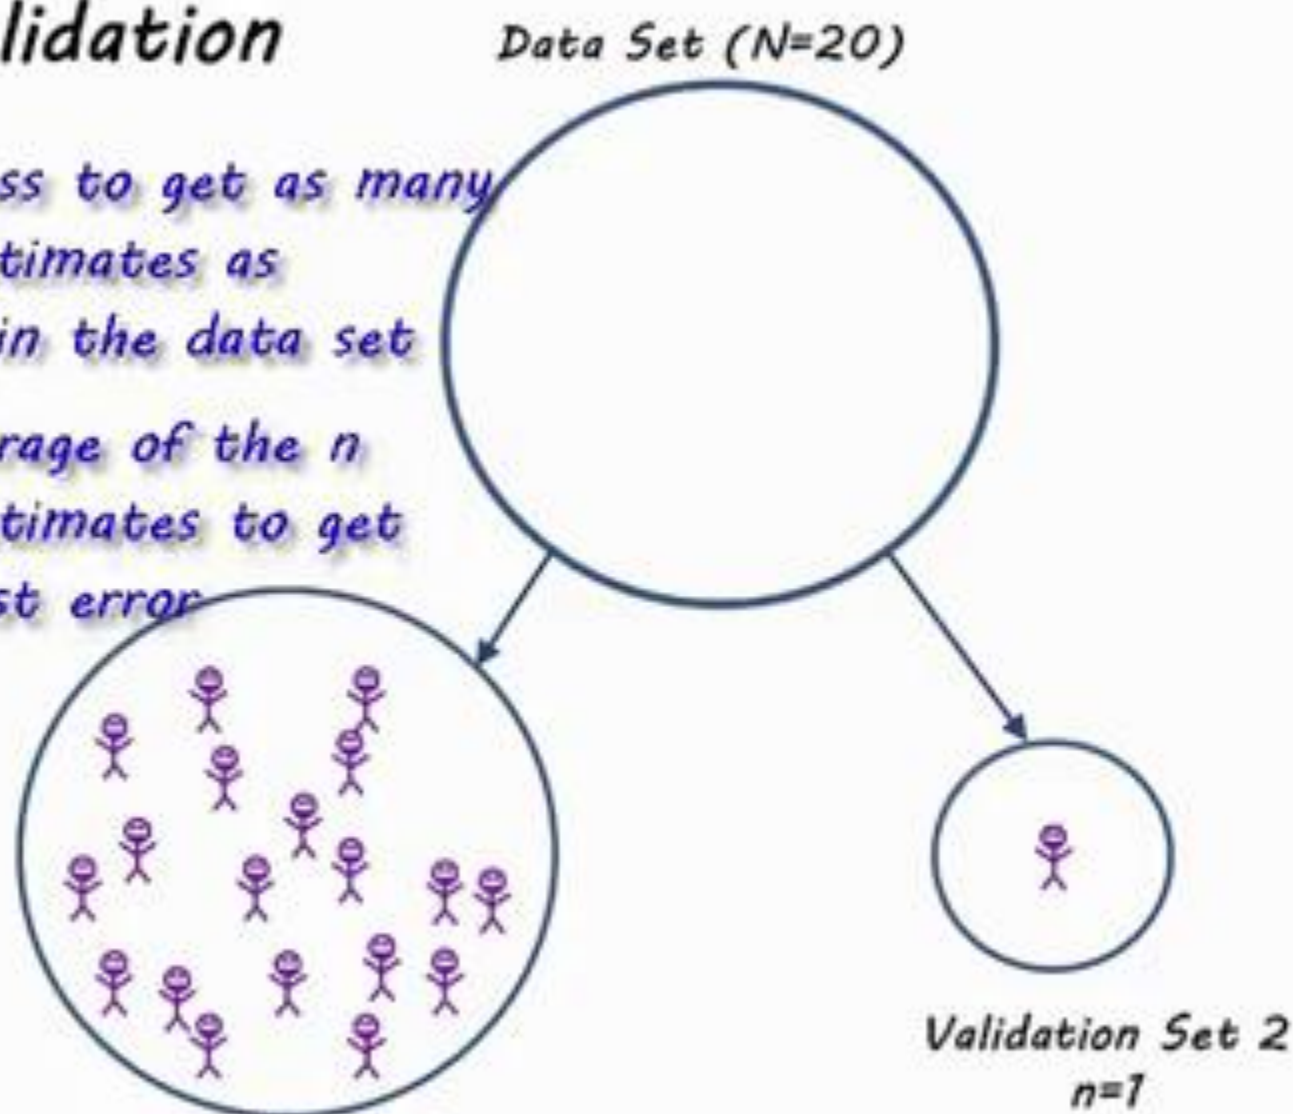 lidation
Data Set (N=20)
ss to get as many
timates as
in the data set
rage of the n
timates to get
st error
Validation Set 2
n=1